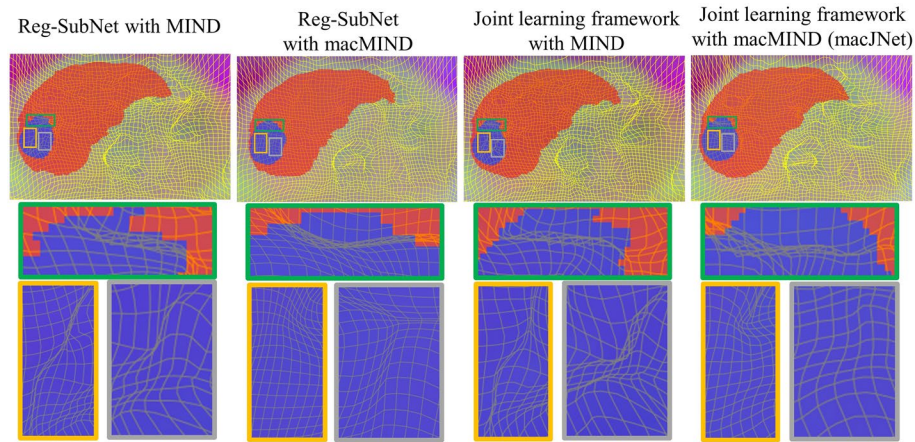 Reg-SubNet with MIND
Reg-SubNet
with macMIND
Joint learning framework
with MIND
Joint learning framework
with macMIND (macJNet)